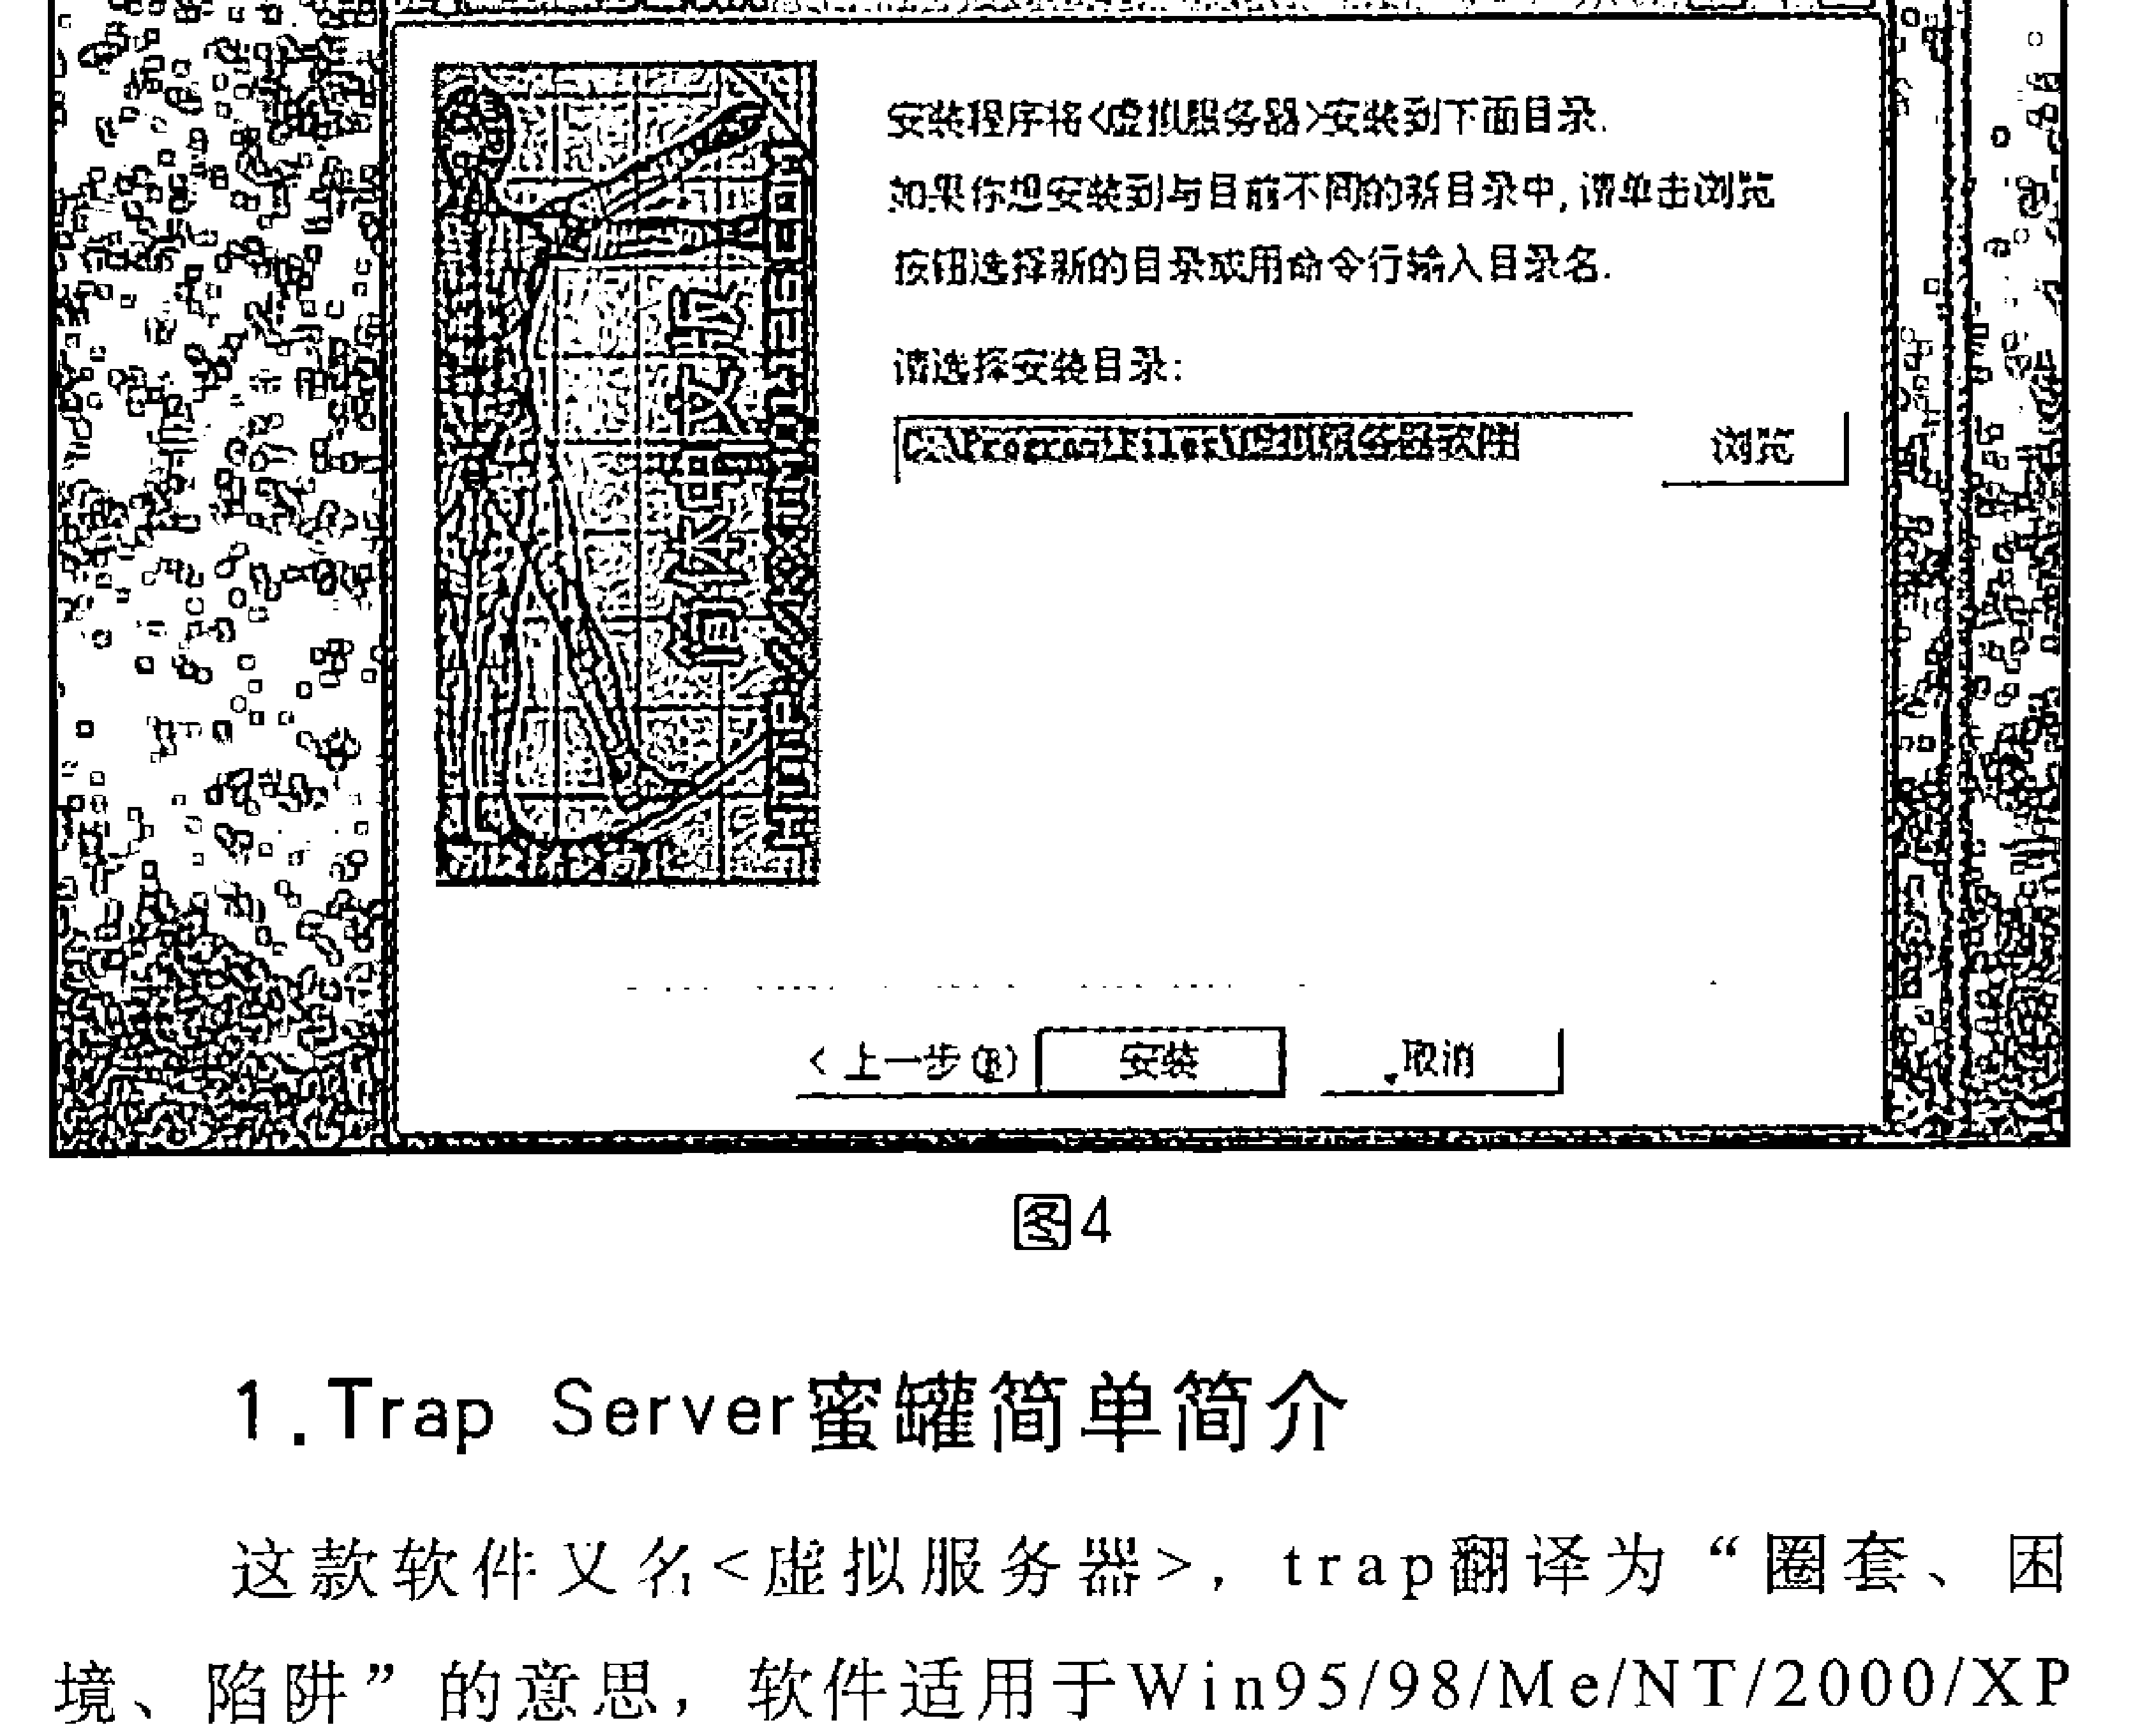 安装程序将<虚拟服务器>安装到下面目录.
如果你想安装到与目前不同的新目录中,请单击浏览
按钮选择新的目录或用命令行输入目录名.
请选择安装目录:
浏览
简体中文版
<上一步(B)
安装
取消
图4
1.Trap Server蜜罐简单简介
这款软件又名<虚拟服务器>, trap翻译为“圈套、困
境、陷阱”的意思, 软件适用于Win95/98/Me/NT/2000/XP